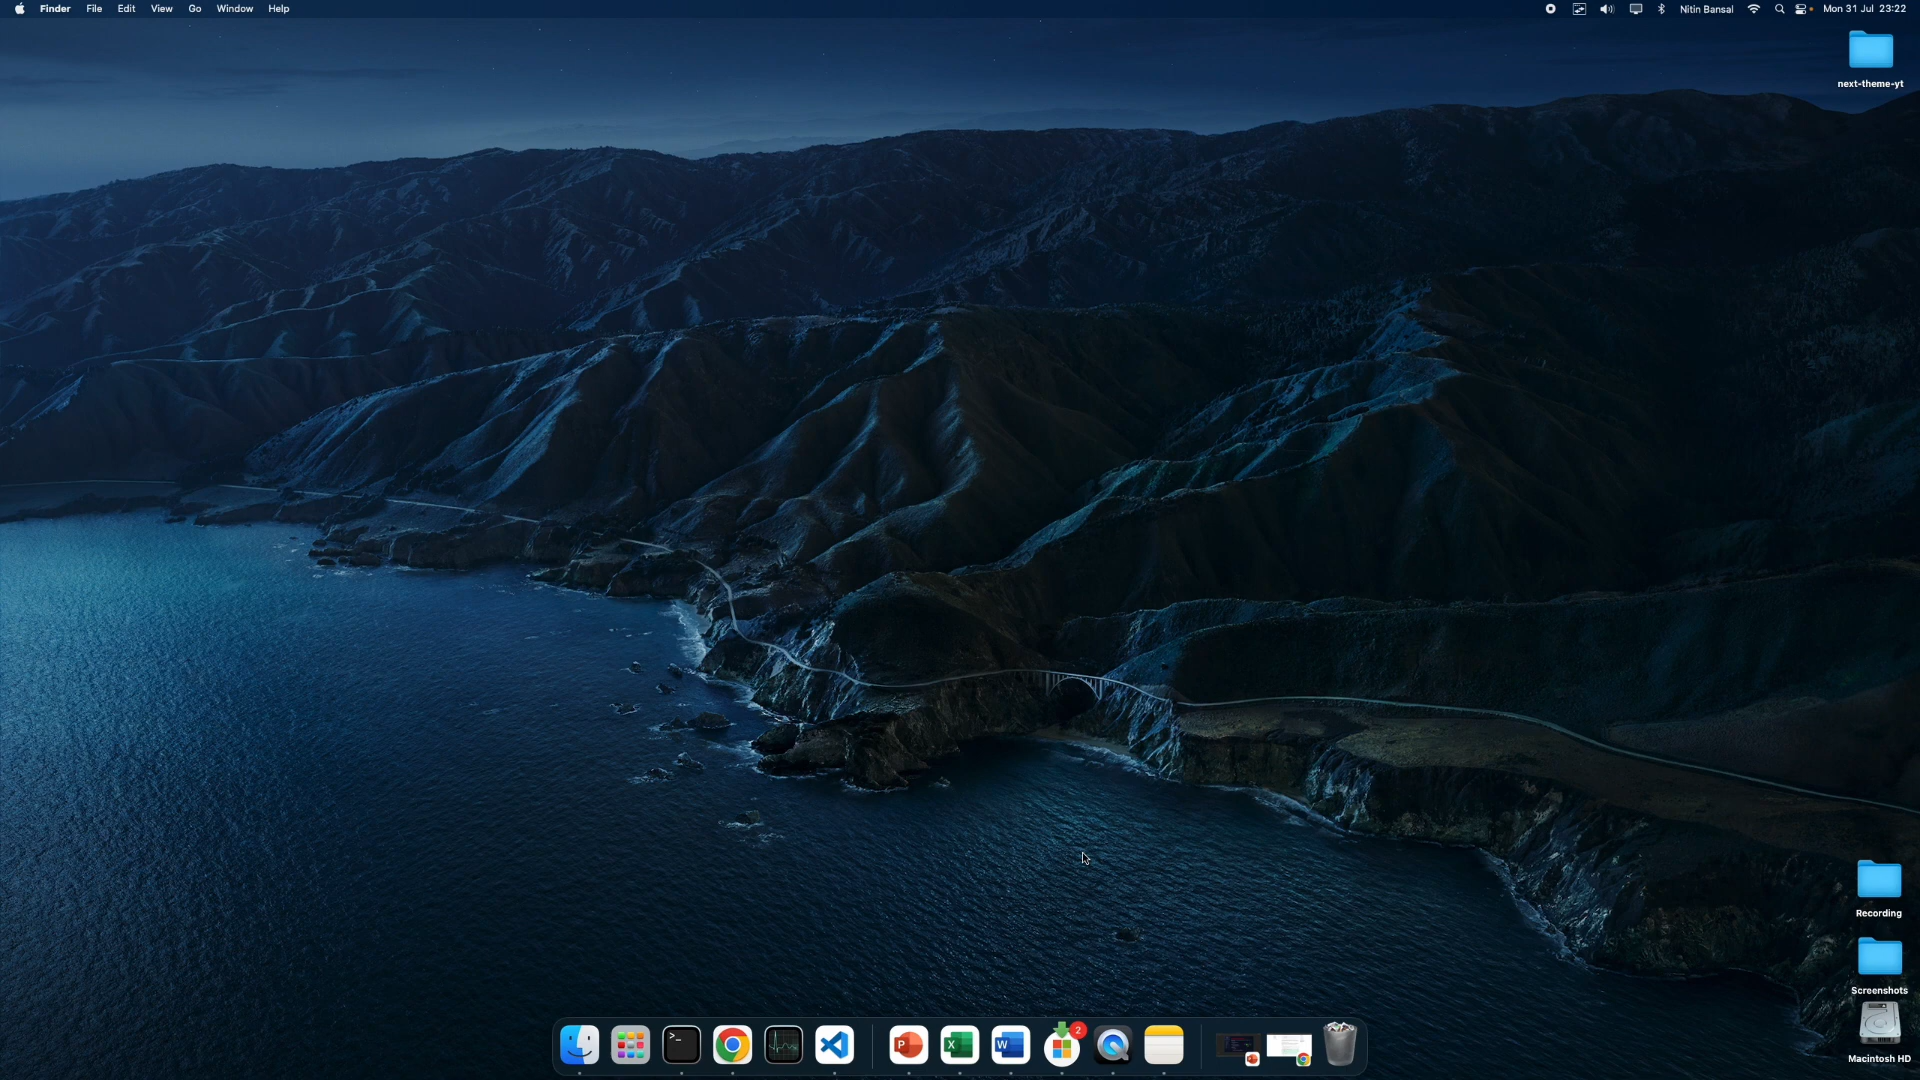 Finder File Edit View Go Window Help
Nitin Bansal Mon 31 Jul 23:22
next-theme-yt
Recording
Screenshots
Macintosh HD
>_
P
X
W
2